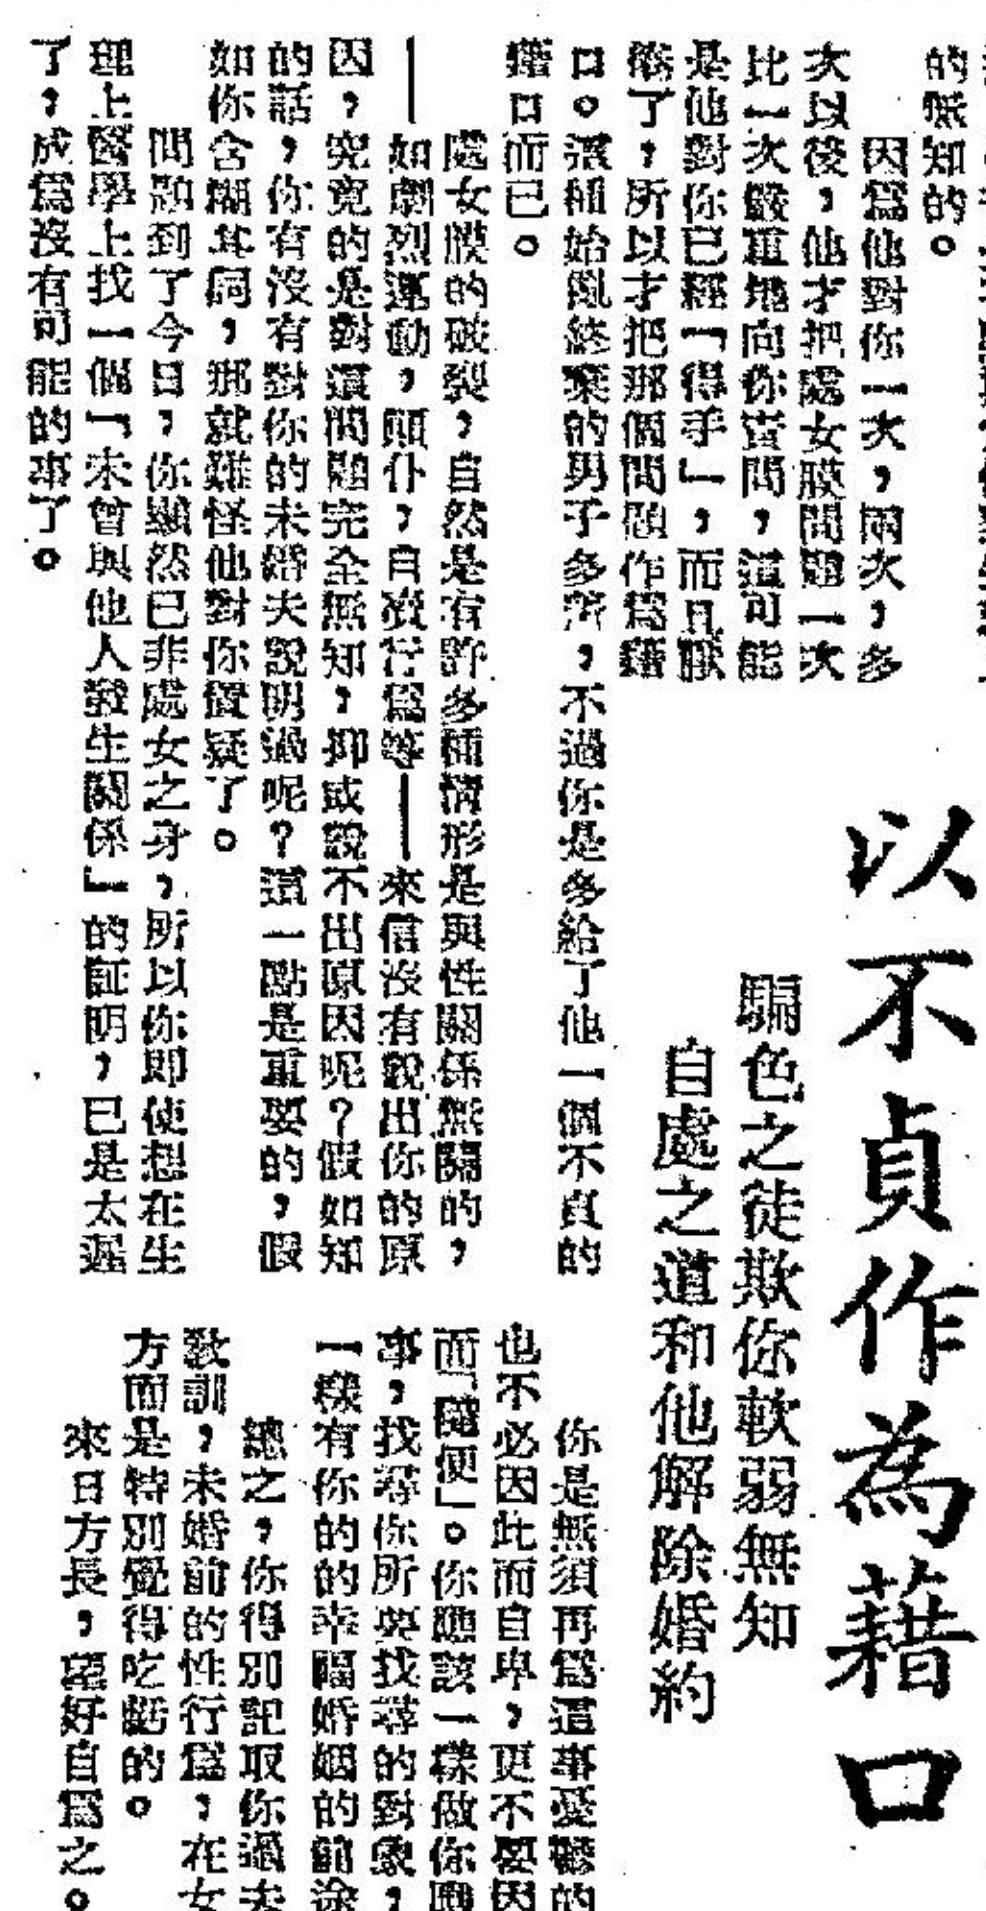 以不貞作為藉口
騙色之徒欺你軟弱無知
自處之道和他解除婚約
的無知的。
因爲他對你一次，兩次，多
次以後，他才把處女膜問題一次
比一次嚴重地向你責問，這可能
是他對你已經「得手」，而且厭
倦了，所以才把那個問題作爲藉
口。這種始亂終棄的男子多所，不過你是多給了他一個不貞的
藉口而已。
處女膜的破裂，自然是有許多種情形是與性關係無關的，
——如劇烈運動，顚仆，自瀆行爲等——來信沒有說出你的原
因，究竟的是對這問題完全無知，抑或說不出原因呢？假如知
的話，你有沒有對你的未婚夫說明過呢？這一點是重要的，假
如你含糊其詞，那就難怪他對你置疑了。
問題到了今日，你顯然已非處女之身，所以你即使想在生
理上醫學上找一個「未曾與他人發生關係」的証明，已是太遲
了，成爲沒有可能的事了。
你是無須再爲這事憂鬱的
也不必因此而自卑，更不要因
而「隨便」。你應該一樣做你
事，找尋你所要找尋的對象，
一樣有你的的幸福婚姻的前途
總之，你得別記取你過去
教訓，未婚前的性行爲，在女
方面是特別覺得吃虧的。
來日方長，望好自爲之。